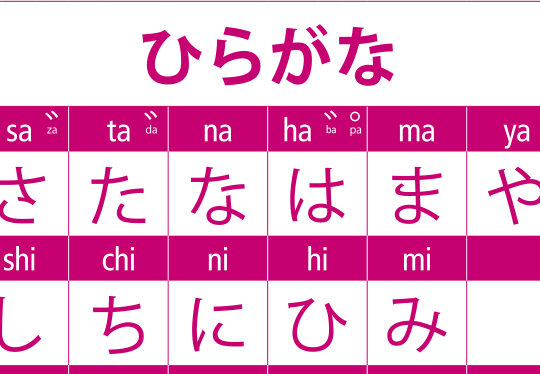 ひらがな
sa ゛ za ta ゛ da na ha ゛ ba ゜ pa ma ya
さ た な は ま や
shi chi ni hi mi
し ち に ひ み